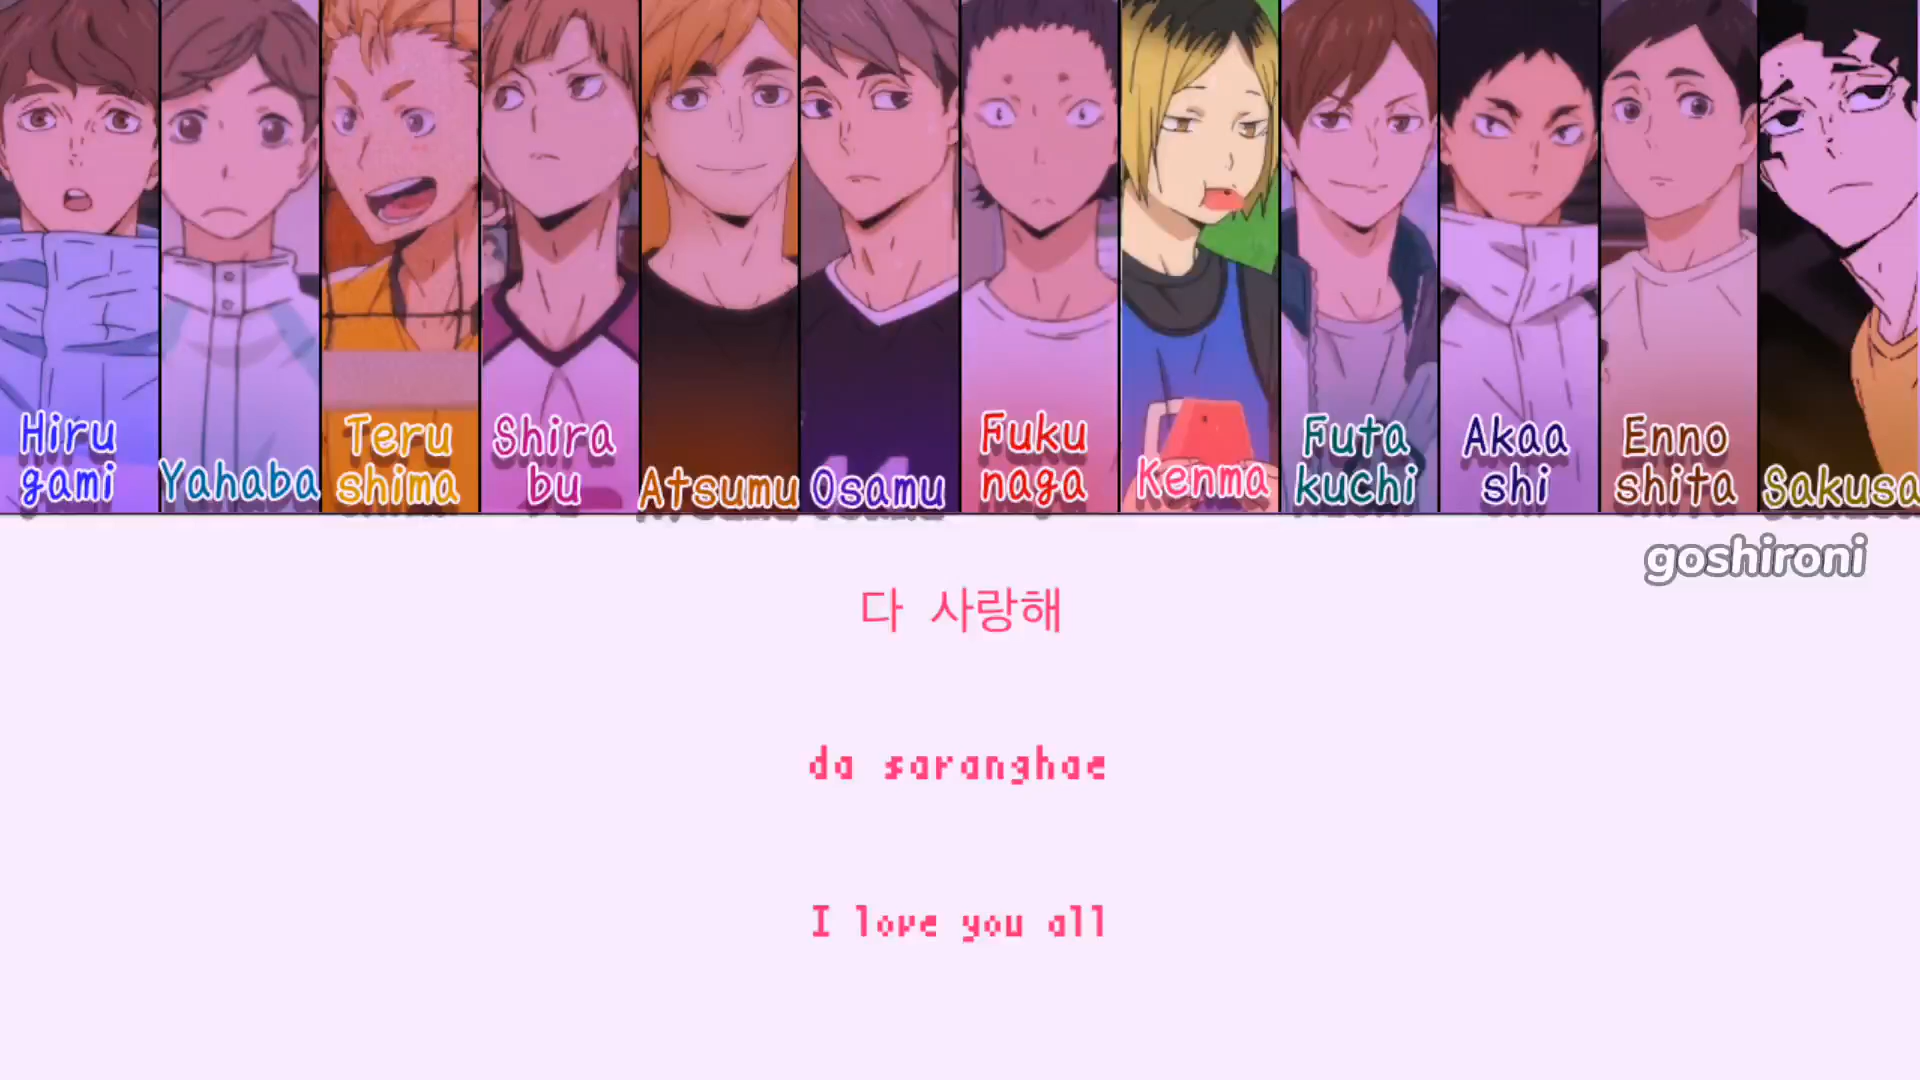 Hiru
gami
Yahaba
Teru
shima
Shira
bu
Atsumu
Osamu
Fuku
naga
Kenma
Futa
kuchi
Akaa
shi
Enno
shita
Sakusa
goshironi
다 사랑해
da saranghae
I love you all